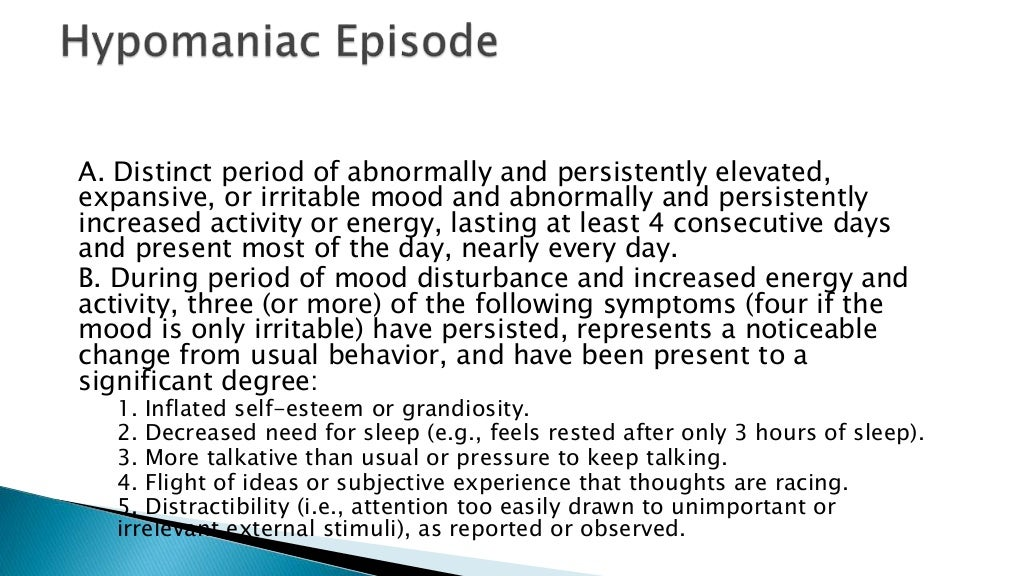 Hypomaniac Episode
A. Distinct period of abnormally and persistently elevated,
expansive, or irritable mood and abnormally and persistently
increased activity or energy, lasting at least 4 consecutive days
and present most of the day, nearly every day.
B. During period of mood disturbance and increased energy and
activity, three (or more) of the following symptoms (four if the
mood is only irritable) have persisted, represents a noticeable
change from usual behavior, and have been present to a
significant degree:
1. Inflated self-esteem or grandiosity.
2. Decreased need for sleep (e.g., feels rested after only 3 hours of sleep).
3. More talkative than usual or pressure to keep talking.
4. Flight of ideas or subjective experience that thoughts are racing.
5. Distractibility (i.e., attention too easily drawn to unimportant or
irrelevant external stimuli), as reported or observed.